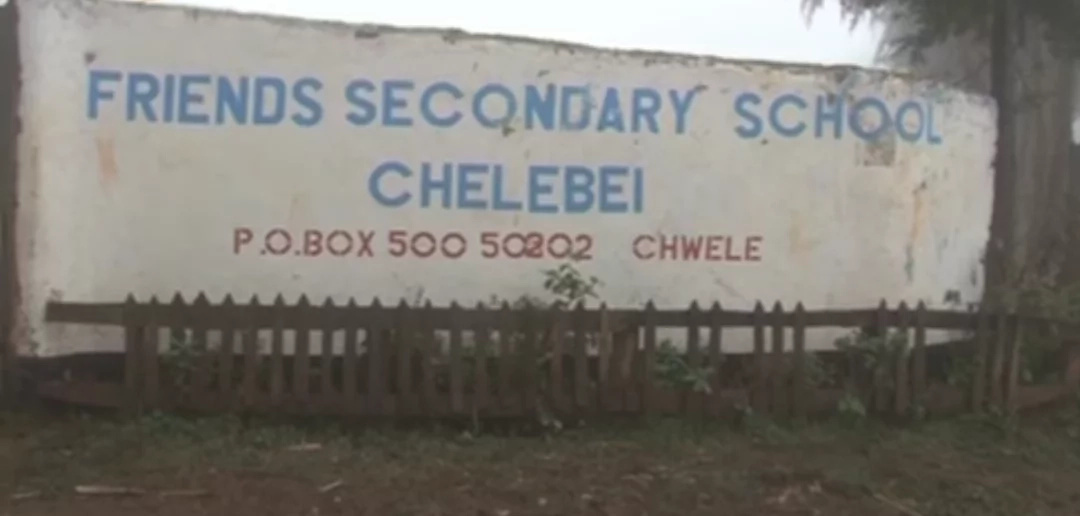 FRIENDS SECONDARY SCHOOL
CHELEBEI
P.O.BOX 500 50202 CHWELE